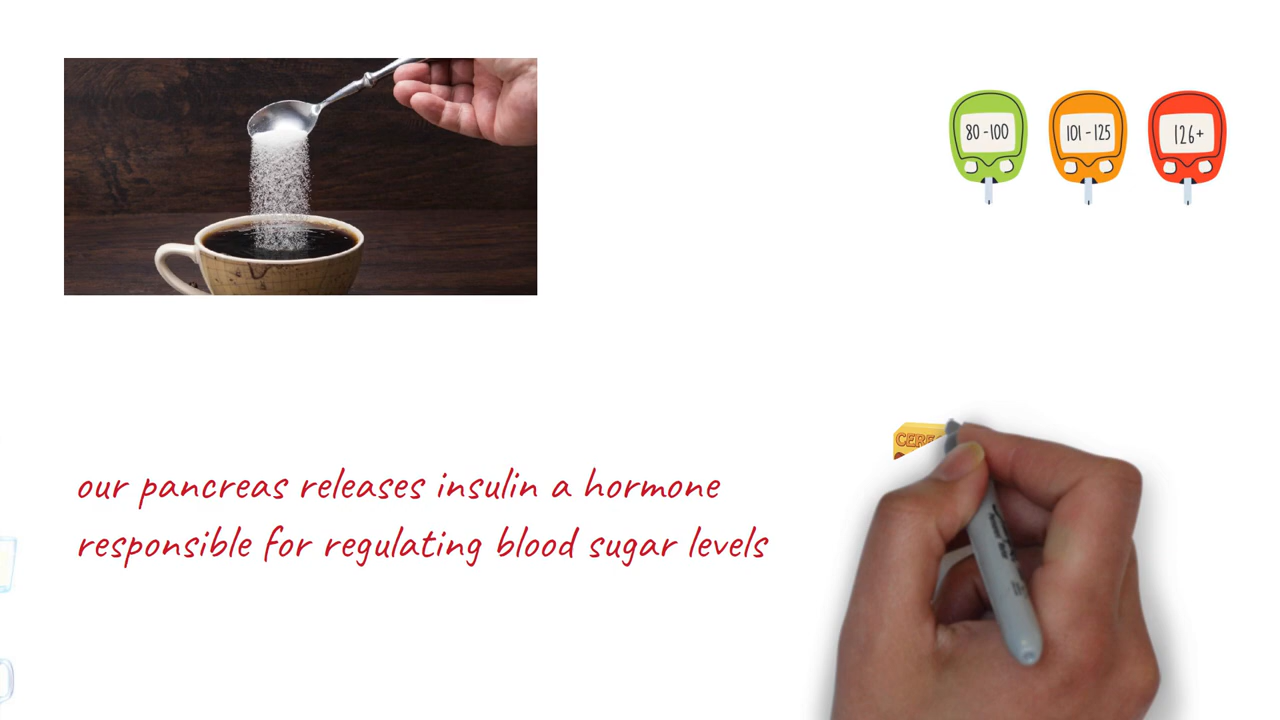 80-100
101-125
126+
our pancreas releases insulin a hormone
responsible for regulating blood sugar levels